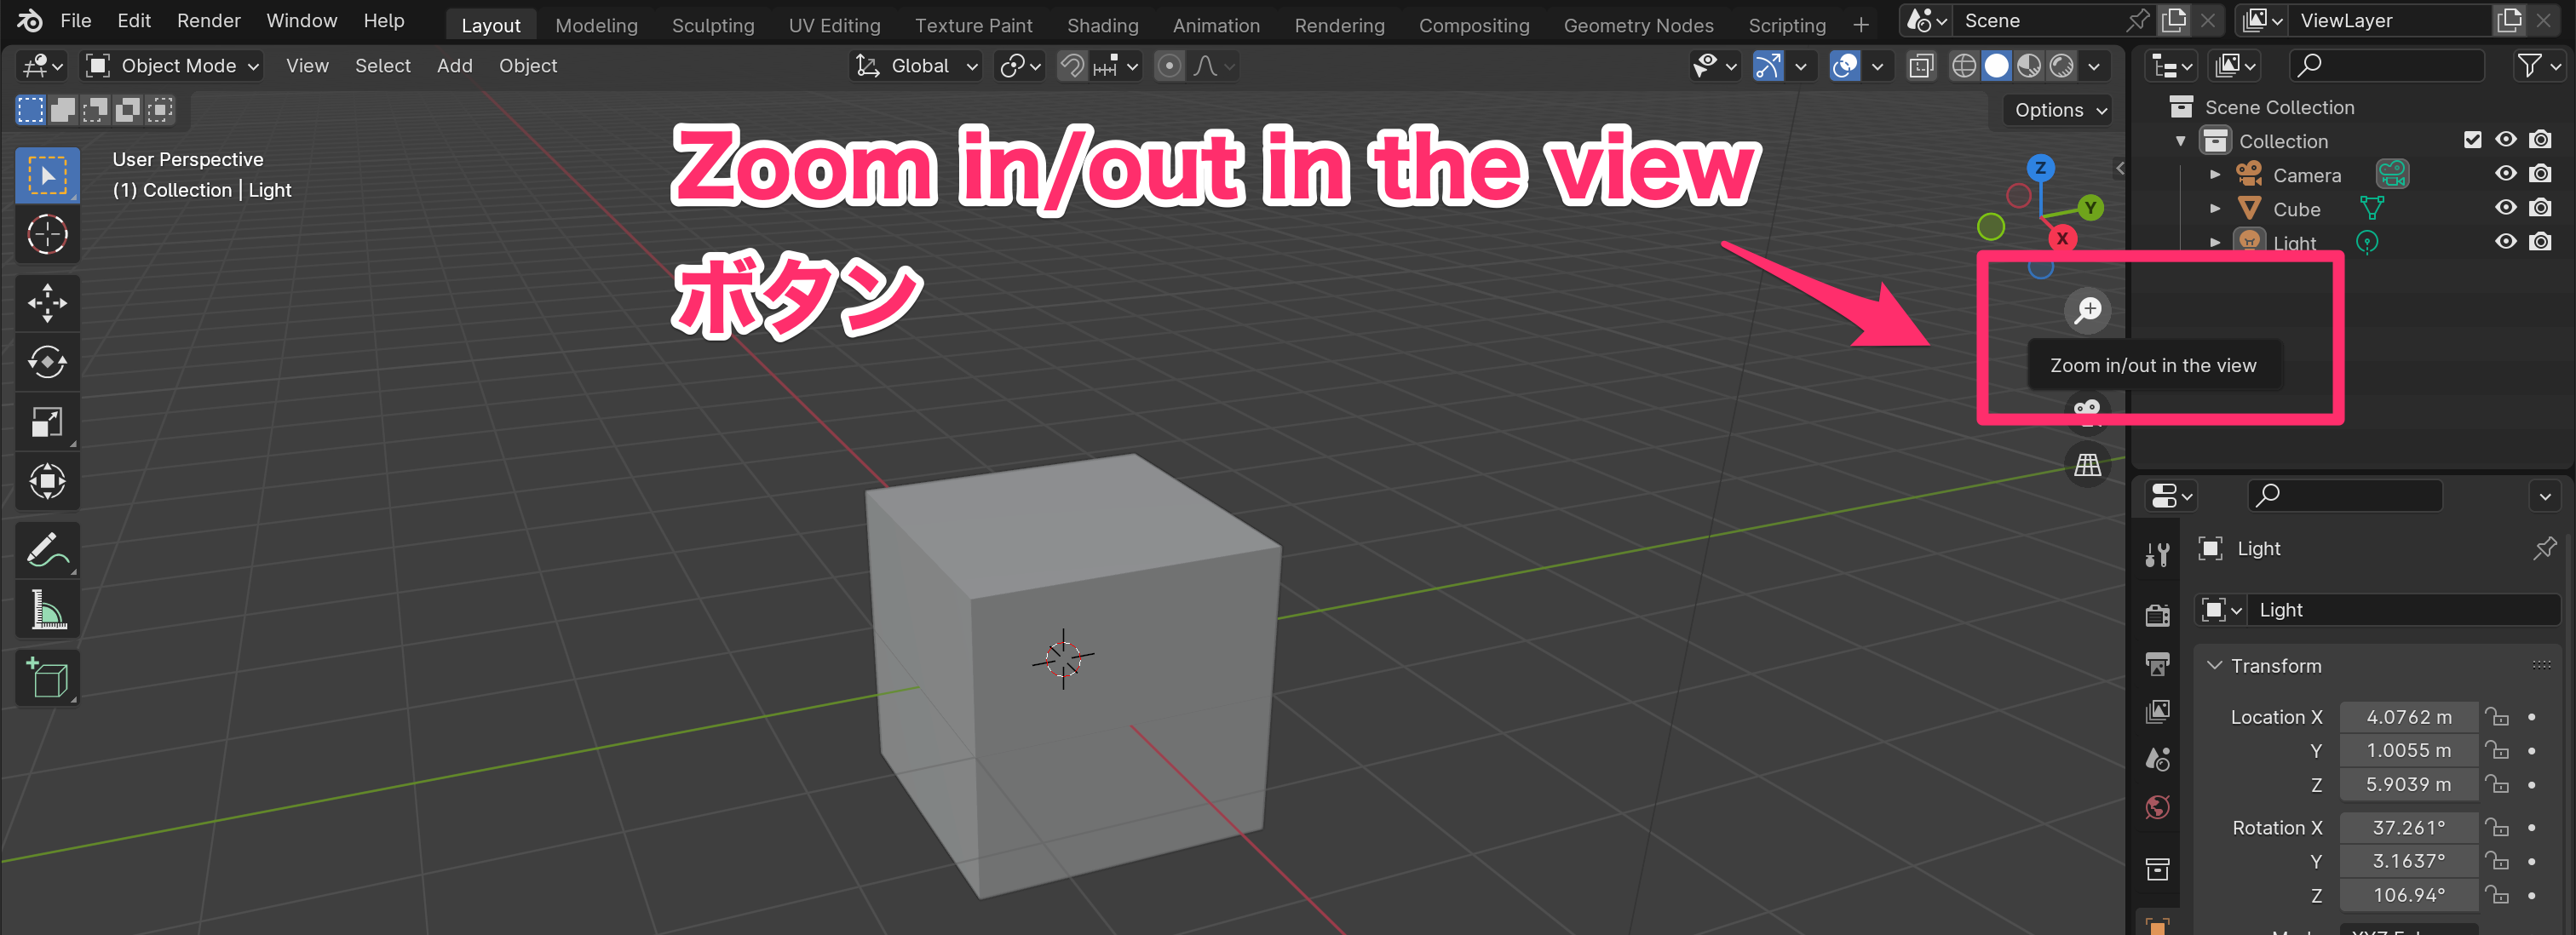 File Edit Render Window Help
Layout Modeling Sculpting UV Editing Texture Paint Shading Animation Rendering Compositing Geometry Nodes Scripting +
Scene
ViewLayer
Object Mode View Select Add Object
Global
Options
User Perspective
(1) Collection | Light
Zoom in/out in the view
ボタン
Z
Y
X
Zoom in/out in the view
Scene Collection
Collection
Camera
Cube
Light
Light
Light
Transform
Location X 4.0762 m
Y 1.0055 m
Z 5.9039 m
Rotation X 37.261°
Y 3.1637°
Z 106.94°